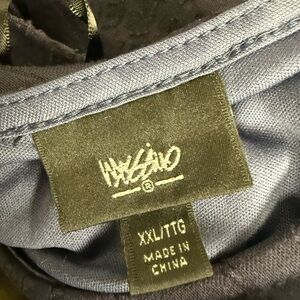 Mossimo
®
XXL/TTG
MADE IN
CHINA